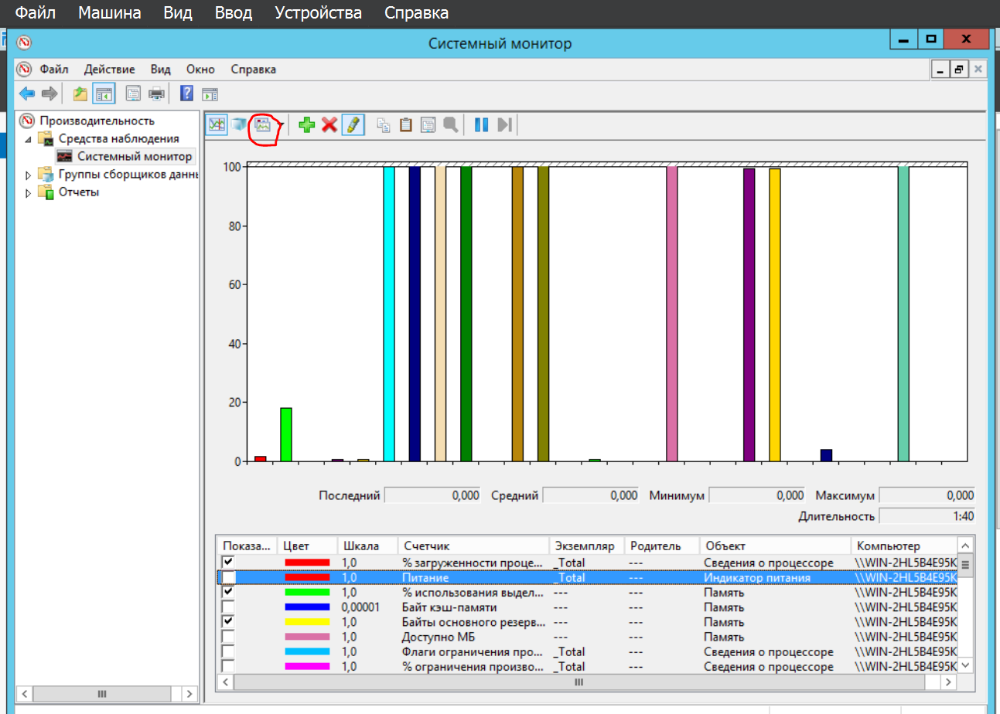 Файл Машина Вид Ввод Устройства Справка
Системный монитор
Файл Действие Вид Окно Справка
Производительность
Средства наблюдения
Системный монитор
Группы сборщиков данн
Отчеты
100
80
60
40
20
0
Последний 0,000 Средний 0,000 Минимум 0,000 Максимум 0,000
Длительность 1:40
Показа... Цвет Шкала Счетчик Экземпляр Родитель Объект Компьютер
1,0 % загруженности проце... _Total --- Сведения о процессоре \\WIN-2HL5B4E95K
1,0 Питание _Total --- Индикатор питания \\WIN-2HL5B4E95K
1,0 % использования выдел... --- --- Память \\WIN-2HL5B4E95K
0,00001 Байт кэш-памяти --- --- Память \\WIN-2HL5B4E95K
1,0 Байты основного резерв... --- --- Память \\WIN-2HL5B4E95K
1,0 Доступно МБ --- --- Память \\WIN-2HL5B4E95K
1,0 Флаги ограничения про... _Total --- Сведения о процессоре \\WIN-2HL5B4E95K
1,0 % ограничения произво... _Total --- Сведения о процессоре \\WIN-2HL5B4E95K